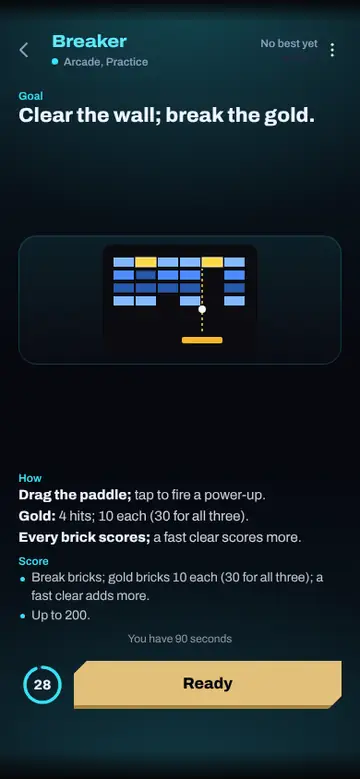 Breaker
No best yet
Arcade, Practice
Goal
Clear the wall; break the gold.
How
Drag the paddle; tap to fire a power-up.
Gold: 4 hits; 10 each (30 for all three).
Every brick scores; a fast clear scores more.
Score
Break bricks; gold bricks 10 each (30 for all three); a
fast clear adds more.
Up to 200.
You have 90 seconds
28
Ready